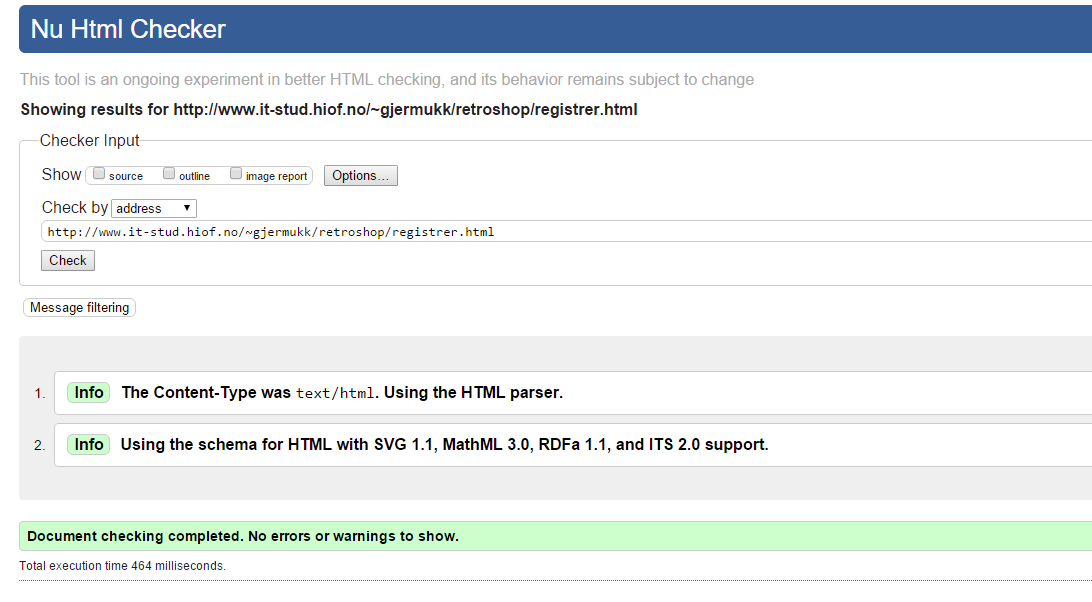 Nu Html Checker
This tool is an ongoing experiment in better HTML checking, and its behavior remains subject to change
Showing results for http://www.it-stud.hiof.no/~gjermukk/retroshop/registrer.html
Checker Input
Show source outline image report Options...
Check by address
http://www.it-stud.hiof.no/~gjermukk/retroshop/registrer.html
Check
Message filtering
1. Info The Content-Type was text/html. Using the HTML parser.
2. Info Using the schema for HTML with SVG 1.1, MathML 3.0, RDFa 1.1, and ITS 2.0 support.
Document checking completed. No errors or warnings to show.
Total execution time 464 milliseconds.